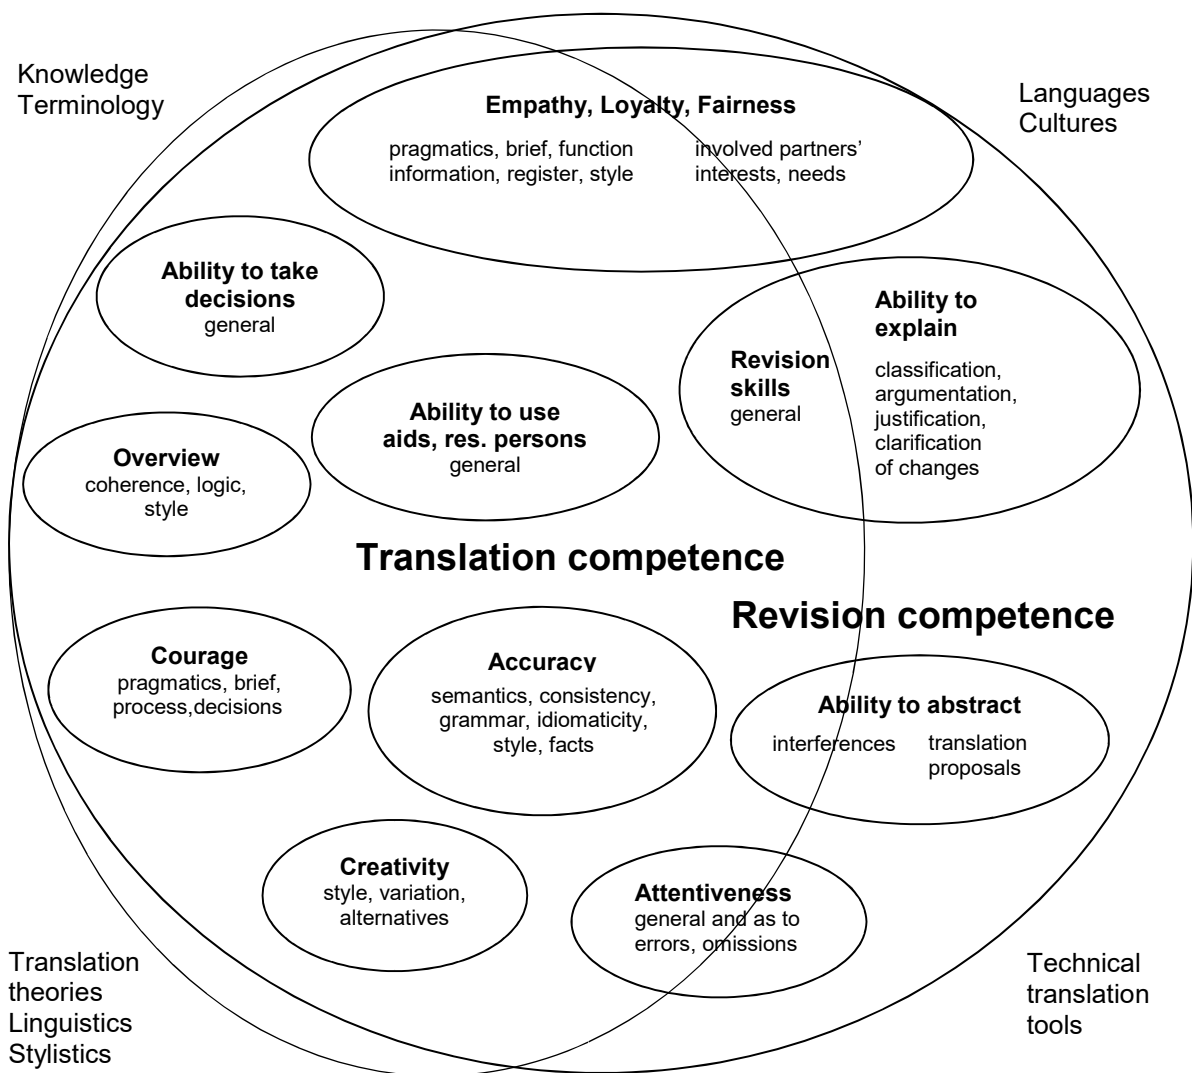 Knowledge
Terminology
Languages
Cultures
Empathy, Loyalty, Fairness
pragmatics, brief, function
information, register, style
involved partners’
interests, needs
Ability to take
decisions
general
Ability to
explain
classification,
argumentation,
justification,
clarification
of changes
Revision
skills
general
Ability to use
aids, res. persons
general
Overview
coherence, logic,
style
Translation competence
Revision competence
Courage
pragmatics, brief,
process,decisions
Accuracy
semantics, consistency,
grammar, idiomaticity,
style, facts
Ability to abstract
interferences
translation
proposals
Creativity
style, variation,
alternatives
Attentiveness
general and as to
errors, omissions
Translation
theories
Linguistics
Stylistics
Technical
translation
tools